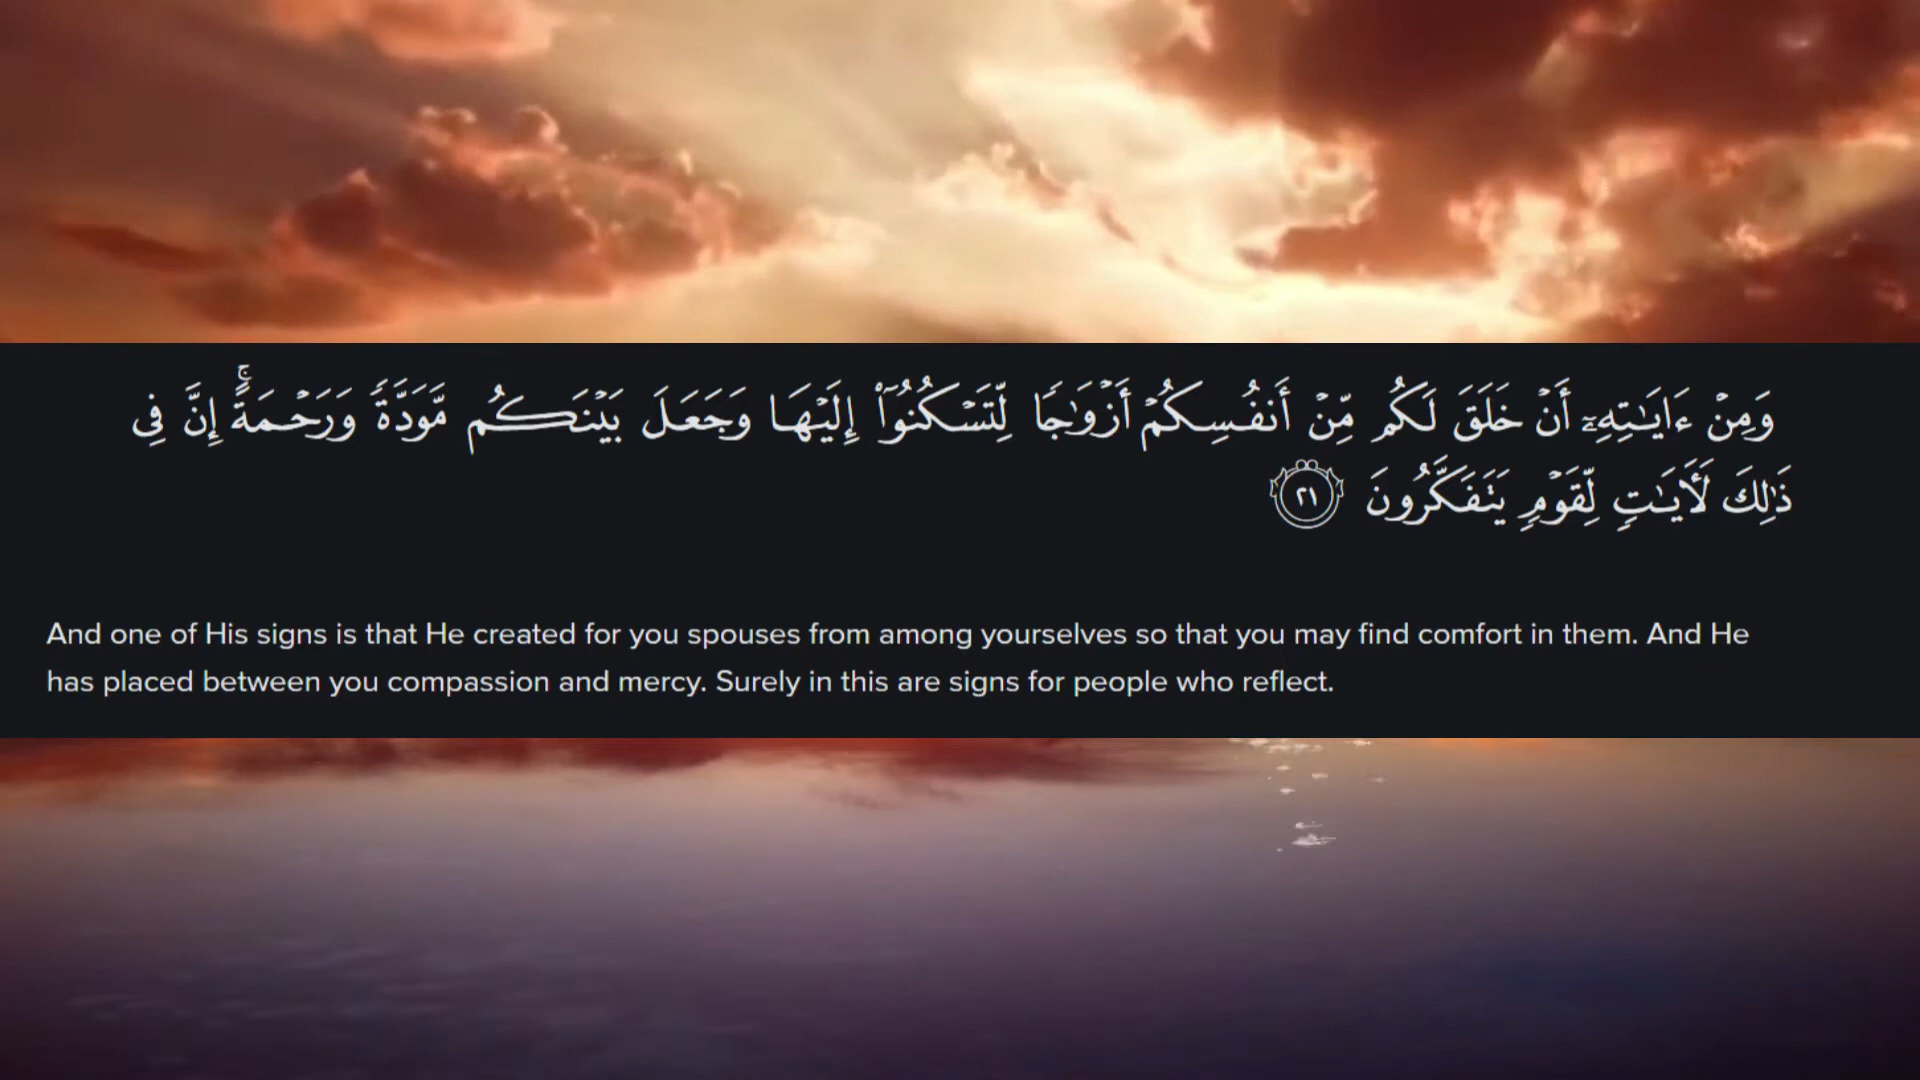 وَمِنْ ءَايَـٰتِهِۦٓ أَنْ خَلَقَ لَكُم مِّنْ أَنفُسِكُمْ أَزْوَٰجًا لِّتَسْكُنُوٓا۟ إِلَيْهَا وَجَعَلَ بَيْنَكُم مَّوَدَّةً وَرَحْمَةً ۚ إِنَّ فِى
ذَٰلِكَ لَـَٔايَـٰتٍ لِّقَوْمٍ يَتَفَكَّرُونَ ٢١
And one of His signs is that He created for you spouses from among yourselves so that you may find comfort in them. And He
has placed between you compassion and mercy. Surely in this are signs for people who reflect.